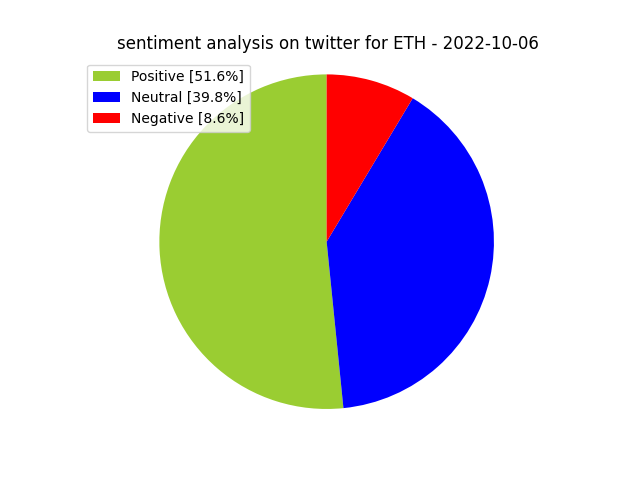 sentiment analysis on twitter for ETH - 2022-10-06
Positive [51.6%]
Neutral [39.8%]
Negative [8.6%]